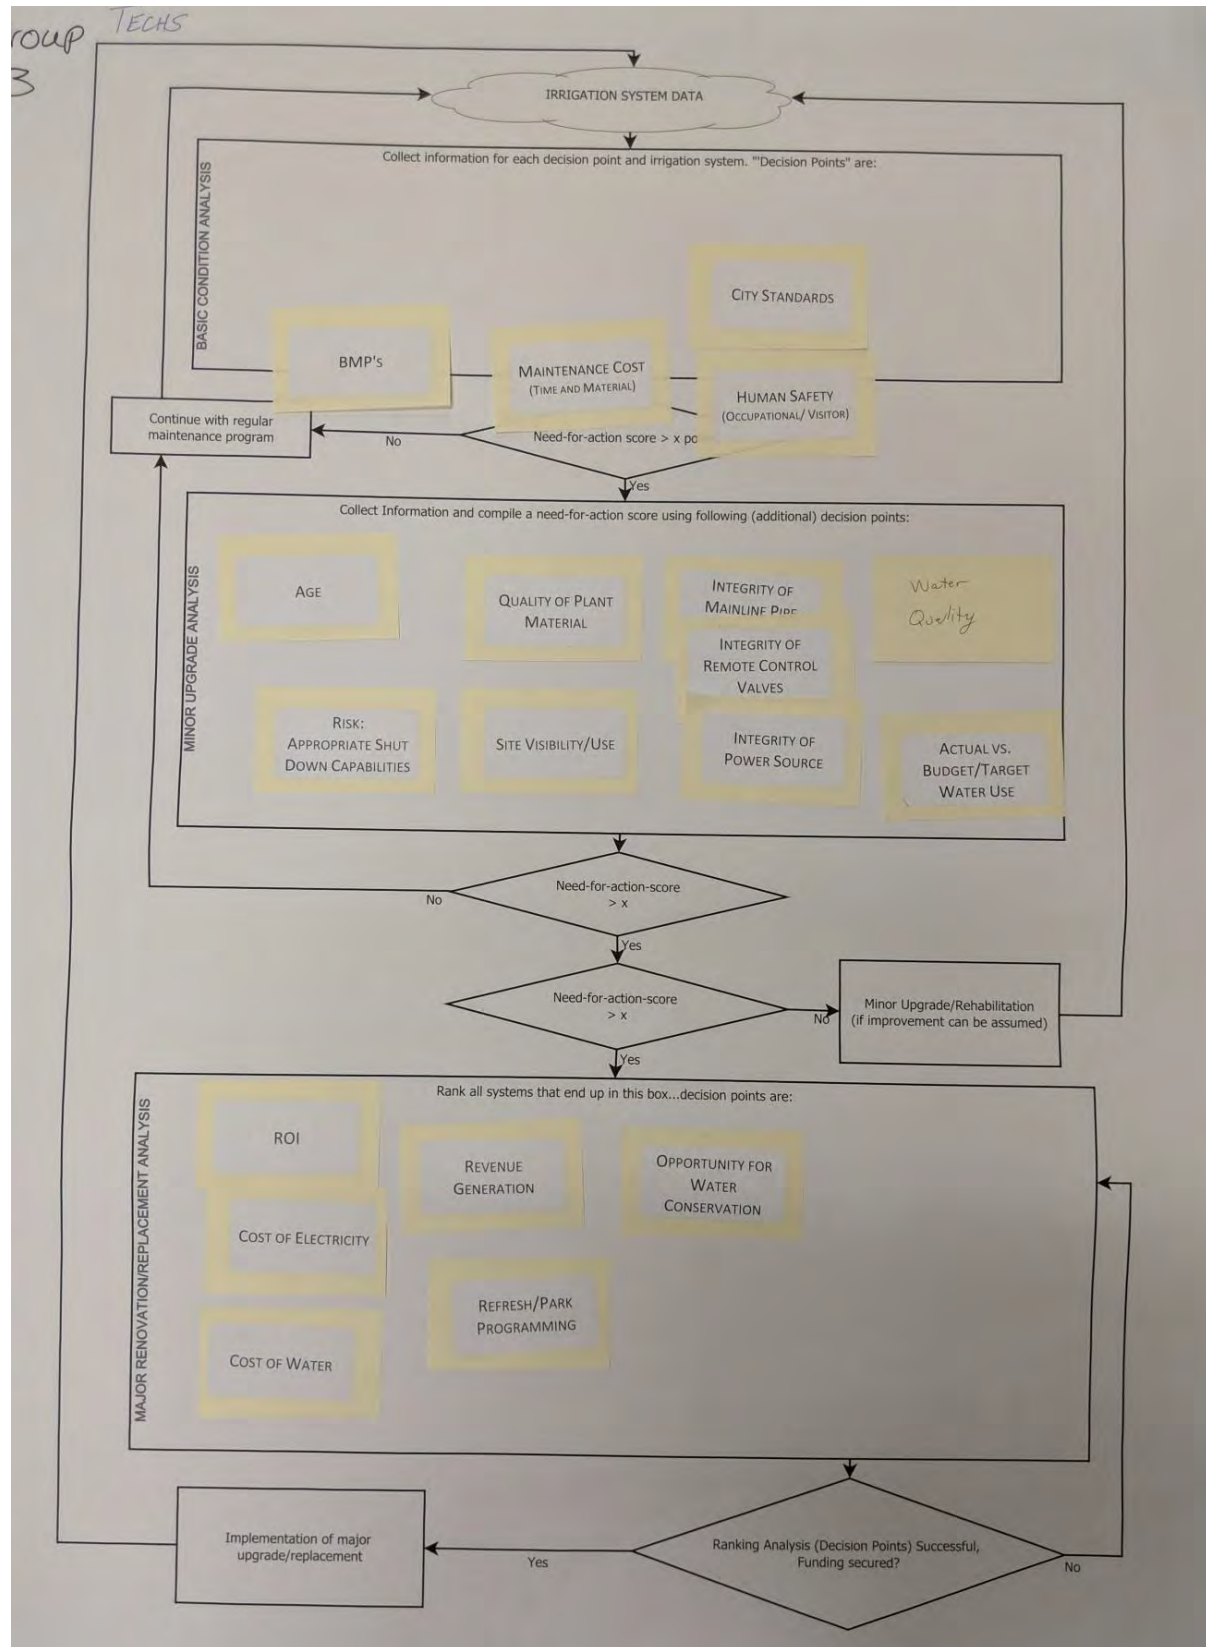 TECHS
roup
3
IRRIGATION SYSTEM DATA
BASIC CONDITION ANALYSIS
Collect information for each decision point and irrigation system. "'Decision Points" are:
CITY STANDARDS
BMP's
MAINTENANCE COST
(TIME AND MATERIAL)
HUMAN SAFETY
(OCCUPATIONAL/ VISITOR)
Continue with regular
maintenance program
No
Need-for-action score > x po
Yes
MINOR UPGRADE ANALYSIS
Collect Information and compile a need-for-action score using following (additional) decision points:
AGE
QUALITY OF PLANT
MATERIAL
INTEGRITY OF
MAINLINE PIPE
Water
Quality
INTEGRITY OF
REMOTE CONTROL
VALVES
RISK:
APPROPRIATE SHUT
DOWN CAPABILITIES
SITE VISIBILITY/USE
INTEGRITY OF
POWER SOURCE
ACTUAL VS.
BUDGET/TARGET
WATER USE
Need-for-action-score
> x
No
Yes
Need-for-action-score
> x
No
Minor Upgrade/Rehabilitation
(if improvement can be assumed)
Yes
MAJOR RENOVATION/REPLACEMENT ANALYSIS
Rank all systems that end up in this box...decision points are:
ROI
REVENUE
GENERATION
OPPORTUNITY FOR
WATER
CONSERVATION
COST OF ELECTRICITY
REFRESH/PARK
PROGRAMMING
COST OF WATER
Implementation of major
upgrade/replacement
Yes
Ranking Analysis (Decision Points) Successful,
Funding secured?
No